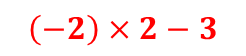 (−2) × 2 − 3